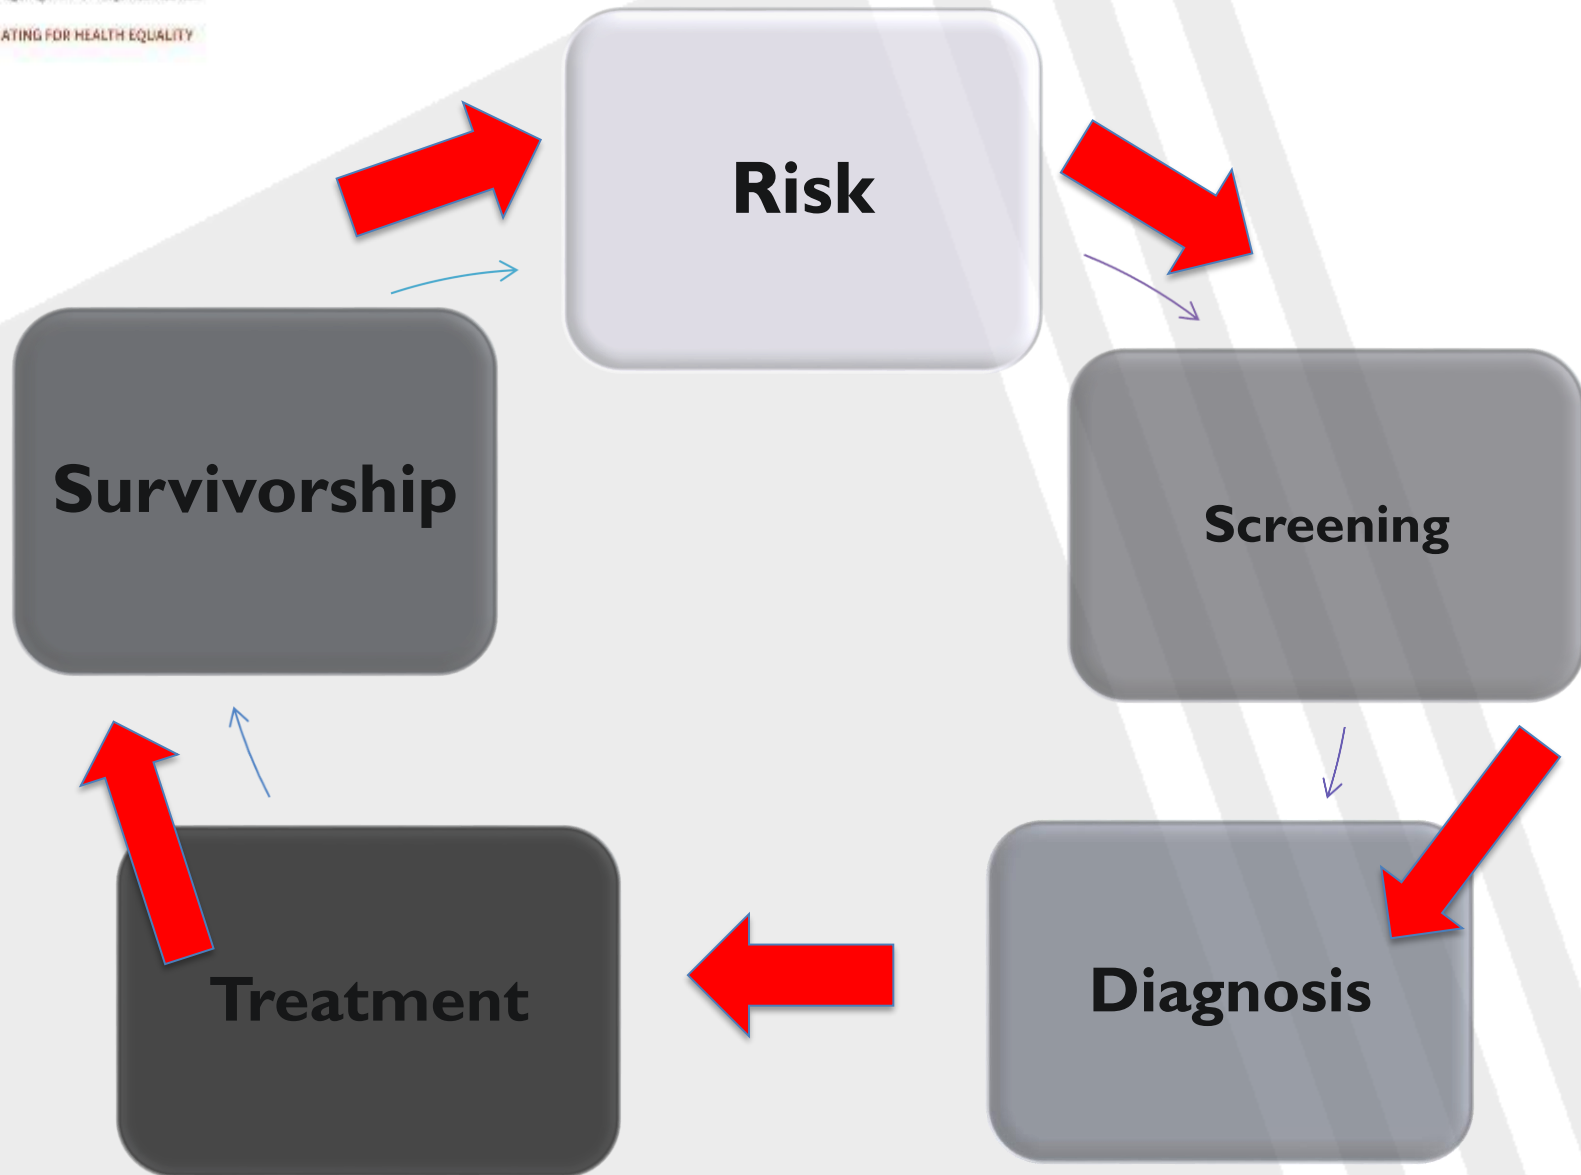 ATING FOR HEALTH EQUALITY
Risk
Survivorship
Screening
Treatment
Diagnosis